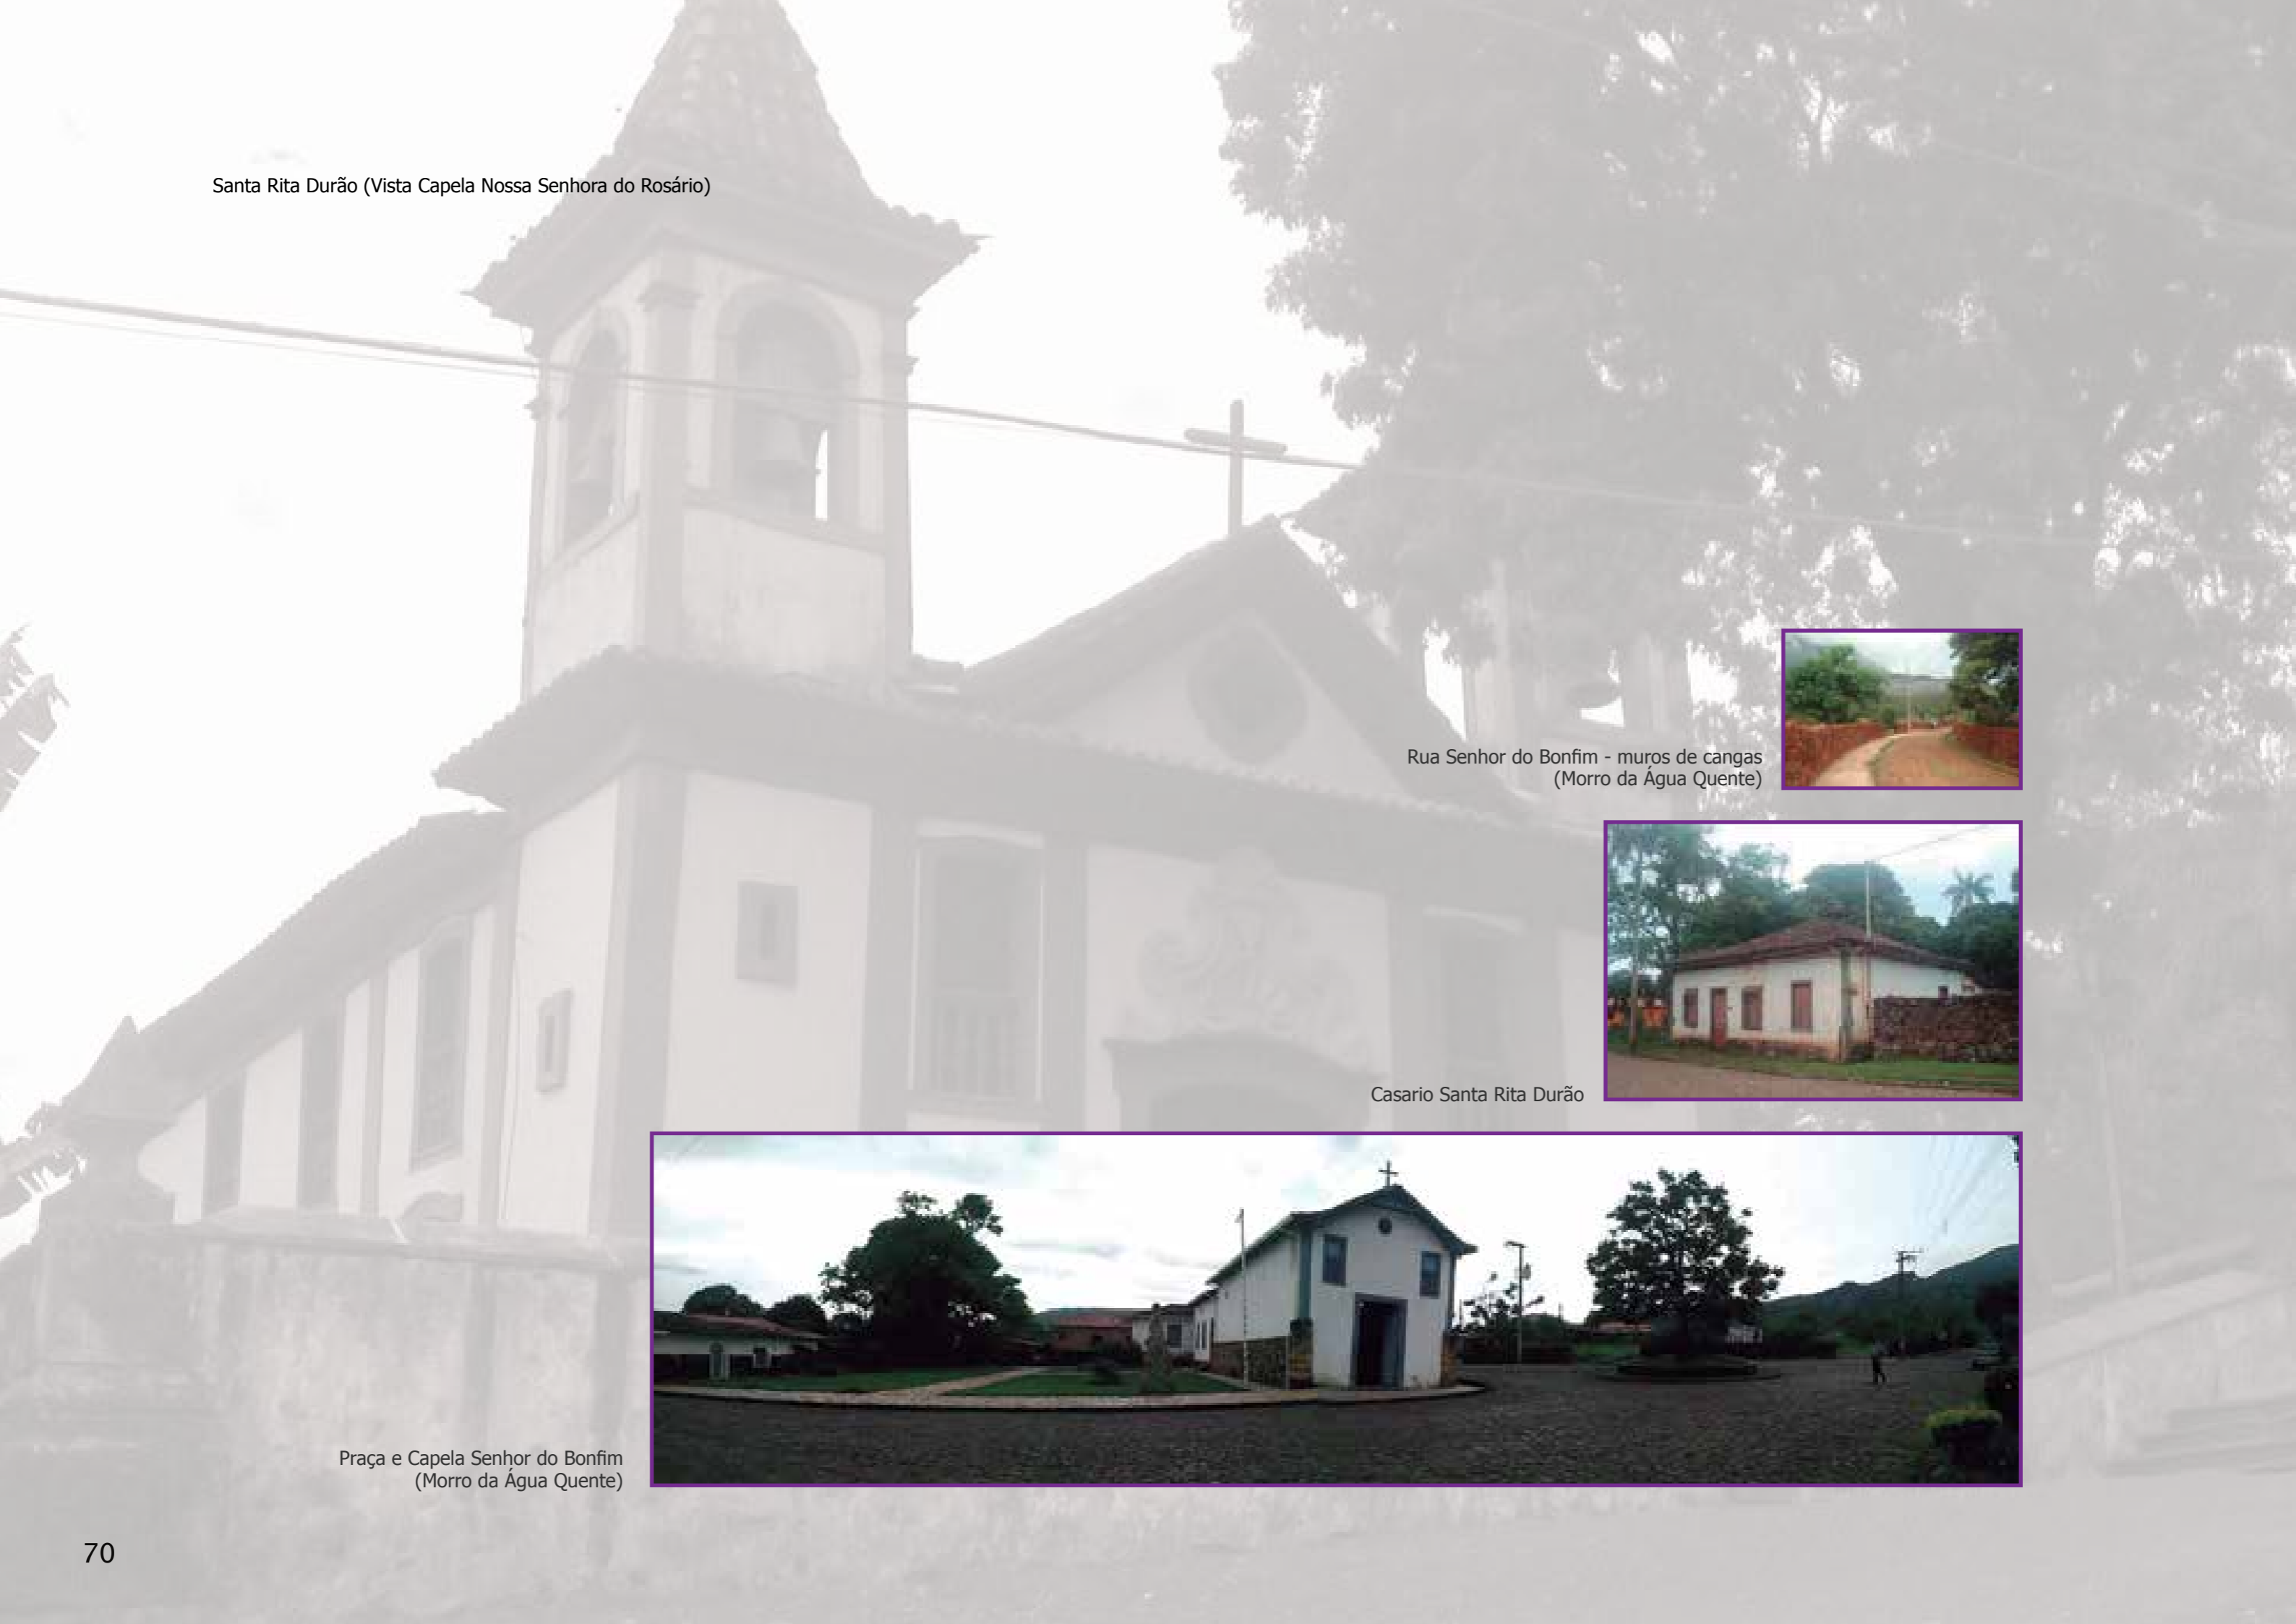 Santa Rita Durão (Vista Capela Nossa Senhora do Rosário)
Rua Senhor do Bonfim - muros de cangas
(Morro da Água Quente)
Casario Santa Rita Durão
Praça e Capela Senhor do Bonfim
(Morro da Água Quente)
70